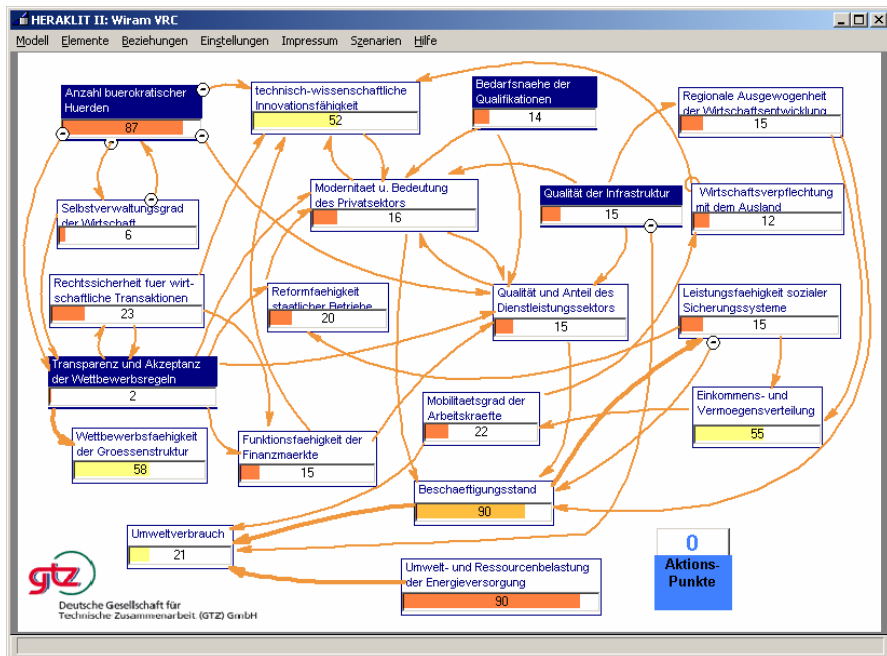 HERAKLIT II: Wiram VRC
Modell Elemente Beziehungen Einstellungen Impressum Szenarien Hilfe
Anzahl buerokratischer
Huerden
87
technisch-wissenschaftliche
Innovationsfähigkeit
52
Bedarfsnaehe der
Qualifikationen
14
Regionale Ausgewogenheit
der Wirtschaftsentwicklung
15
Selbstverwaltungsgrad
der Wirtschaft
6
Modernitaet u. Bedeutung
des Privatsektors
16
Qualität der Infrastruktur
15
Wirtschaftsverpflechtung
mit dem Ausland
12
Rechtssicherheit fuer wirt-
schaftliche Transaktionen
23
Reformfaehigkeit
staatlicher Betriebe
20
Qualität und Anteil des
Dienstleistungssektors
15
Leistungsfaehigkeit sozialer
Sicherungssysteme
15
Transparenz und Akzeptanz
der Wettbewerbsregeln
2
Mobilitaetsgrad der
Arbeitskraefte
22
Einkommens- und
Vermoegensverteilung
55
Wettbewerbsfaehigkeit
der Groessenstruktur
58
Funktionsfaehigkeit der
Finanzmaerkte
15
Beschaeftigungsstand
90
Umweltverbrauch
21
Umwelt- und Ressourcenbelastung
der Energieversorgung
90
0
Aktions-
Punkte
gtz
Deutsche Gesellschaft für
Technische Zusammenarbeit (GTZ) GmbH